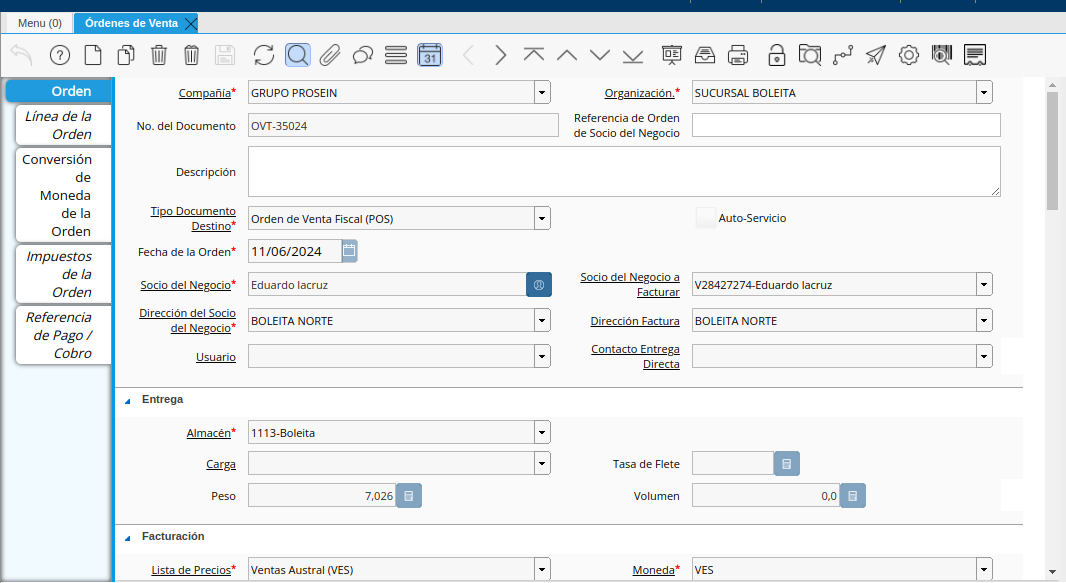 Menu (0)
Órdenes de Venta
31
Orden
Línea de la
Orden
Conversión
de
Moneda
de la
Orden
Impuestos
de la
Orden
Referencia
de Pago /
Cobro
Compañía* GRUPO PROSEIN Organización.* SUCURSAL BOLEITA
No. del Documento OVT-35024 Referencia de Orden
de Socio del Negocio
Descripción
Tipo Documento
Destino* Orden de Venta Fiscal (POS) Auto-Servicio
Fecha de la Orden* 11/06/2024
Socio del Negocio* Eduardo lacruz Socio del Negocio a
Facturar V28427274-Eduardo lacruz
Dirección del Socio
del Negocio* BOLEITA NORTE Dirección Factura BOLEITA NORTE
Usuario Contacto Entrega
Directa
Entrega
Almacén* 1113-Boleita
Carga Tasa de Flete
Peso 7,026 Volumen 0,0
Facturación
Lista de Precios* Ventas Austral (VES) Moneda* VES